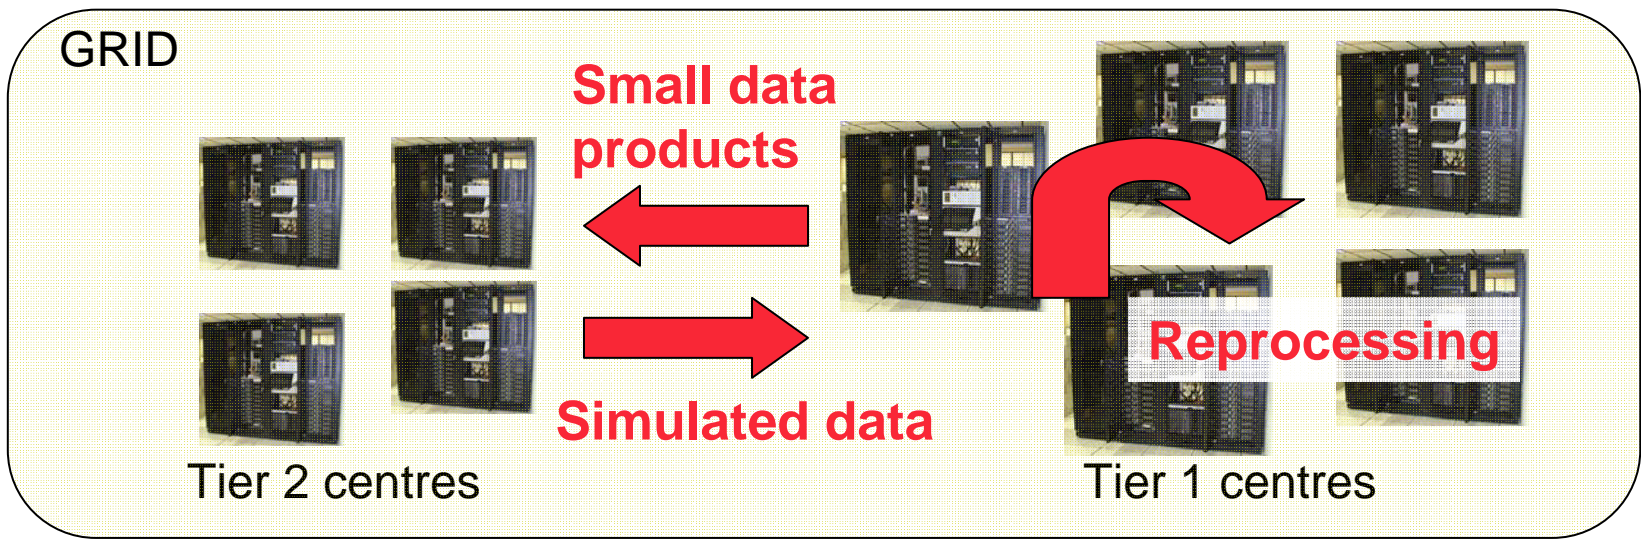 GRID
Small data
products
Simulated data
Reprocessing
Tier 2 centres
Tier 1 centres